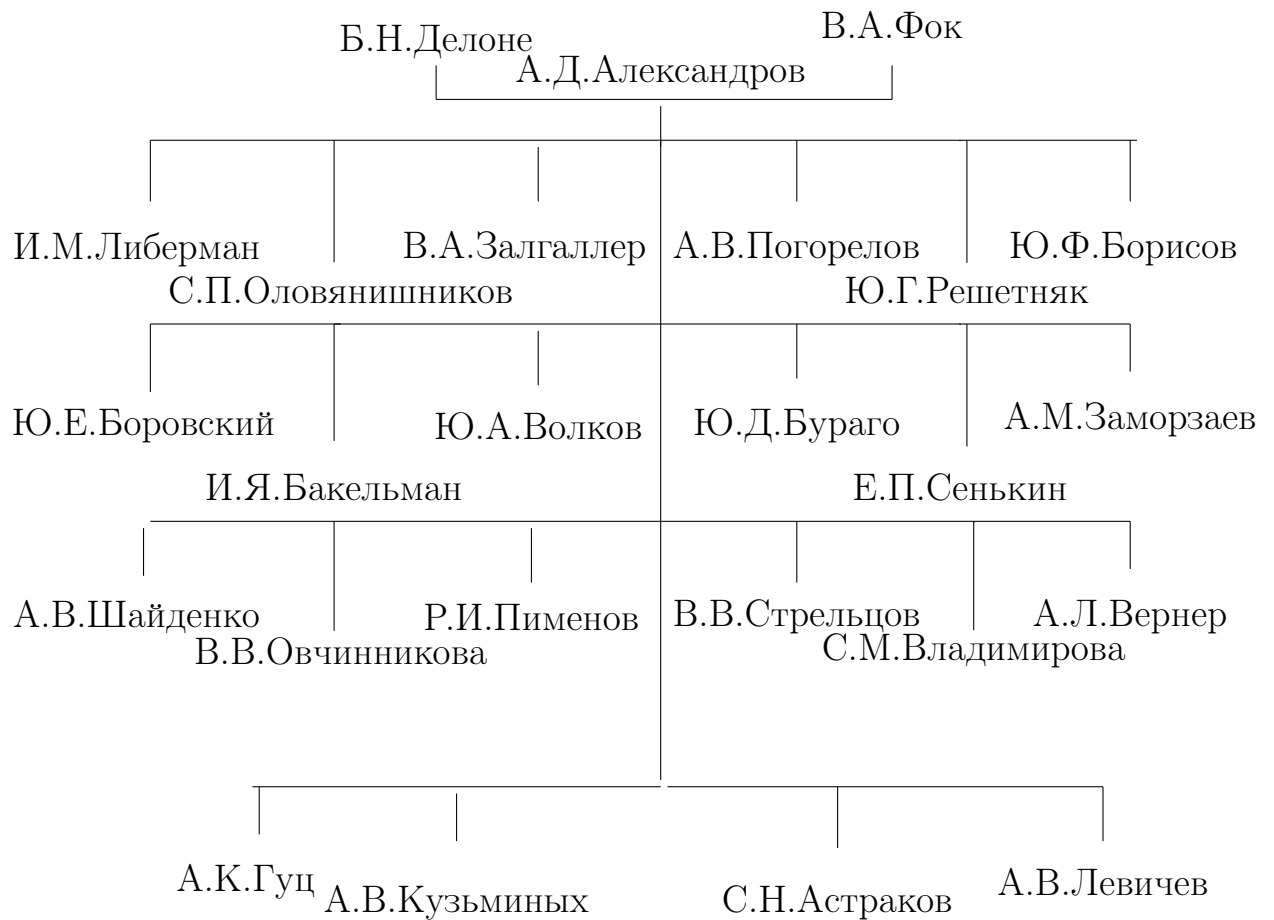 Б.Н.Делоне
В.А.Фок
А.Д.Александров
И.М.Либерман
В.А.Залгаллер
А.В.Погорелов
Ю.Ф.Борисов
С.П.Оловянишников
Ю.Г.Решетняк
Ю.Е.Боровский
Ю.А.Волков
Ю.Д.Бураго
А.М.Заморзаев
И.Я.Бакельман
Е.П.Сенькин
А.В.Шайденко
Р.И.Пименов
В.В.Стрельцов
А.Л.Вернер
В.В.Овчинникова
С.М.Владимирова
А.К.Гуц
А.В.Кузьминых
С.Н.Астраков
А.В.Левичев